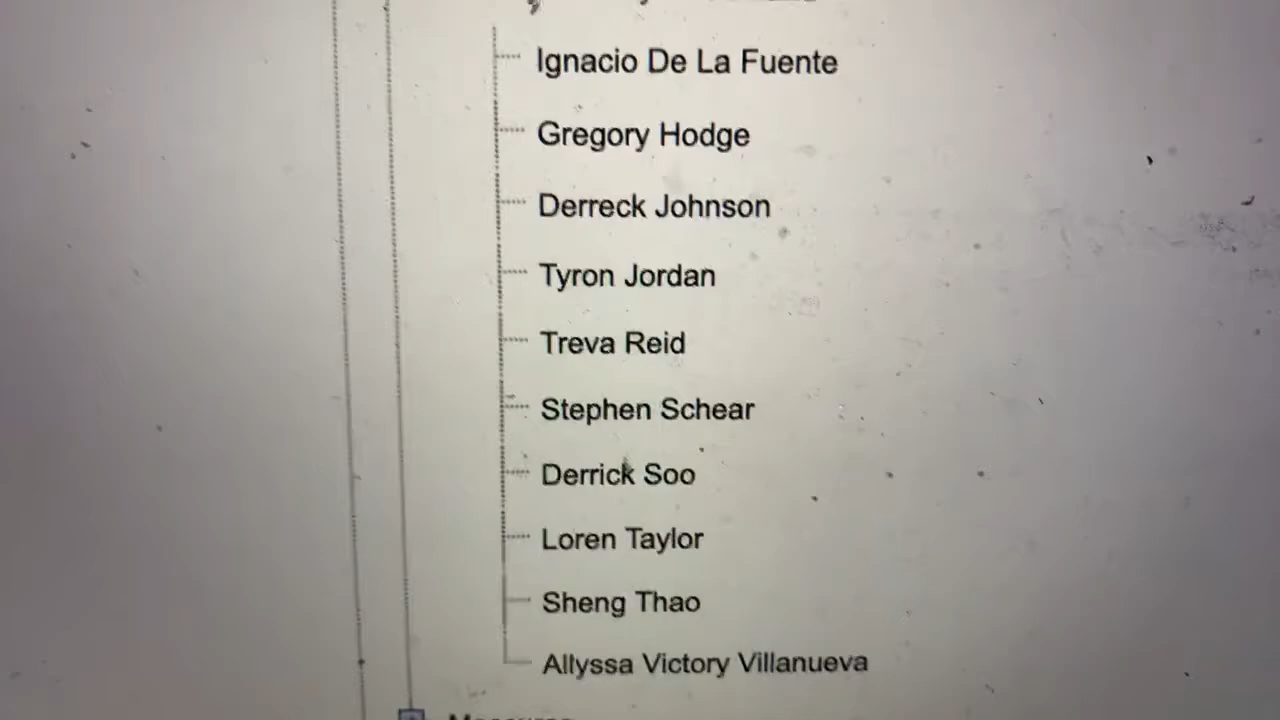 Ignacio De La Fuente
Gregory Hodge
Derreck Johnson
Tyron Jordan
Treva Reid
Stephen Schear
Derrick Soo
Loren Taylor
Sheng Thao
Allyssa Victory Villanueva